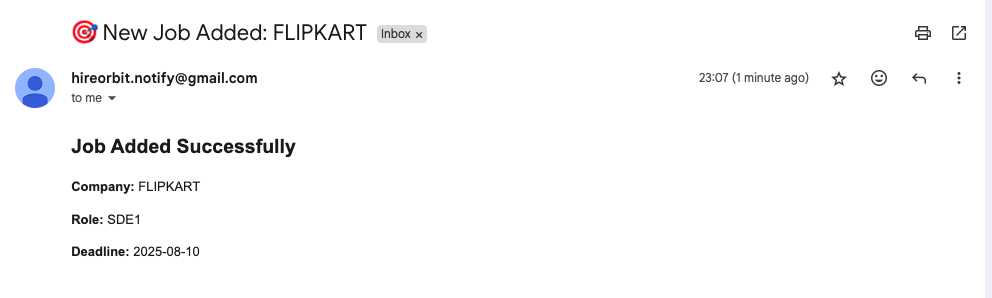 🎯 New Job Added: FLIPKART Inbox ×
hireorbit.notify@gmail.com 23:07 (1 minute ago)
to me
Job Added Successfully
Company: FLIPKART
Role: SDE1
Deadline: 2025-08-10